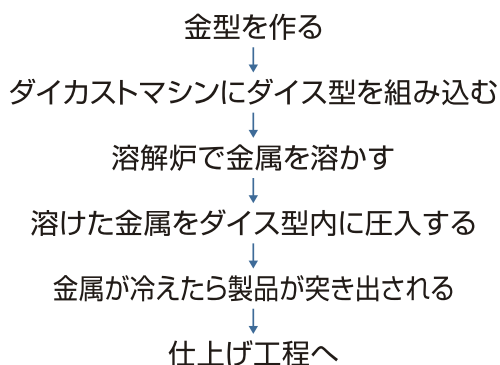 金型を作る
ダイカストマシンにダイス型を組み込む
溶解炉で金属を溶かす
溶けた金属をダイス型内に圧入する
金属が冷えたら製品が突き出される
仕上げ工程へ